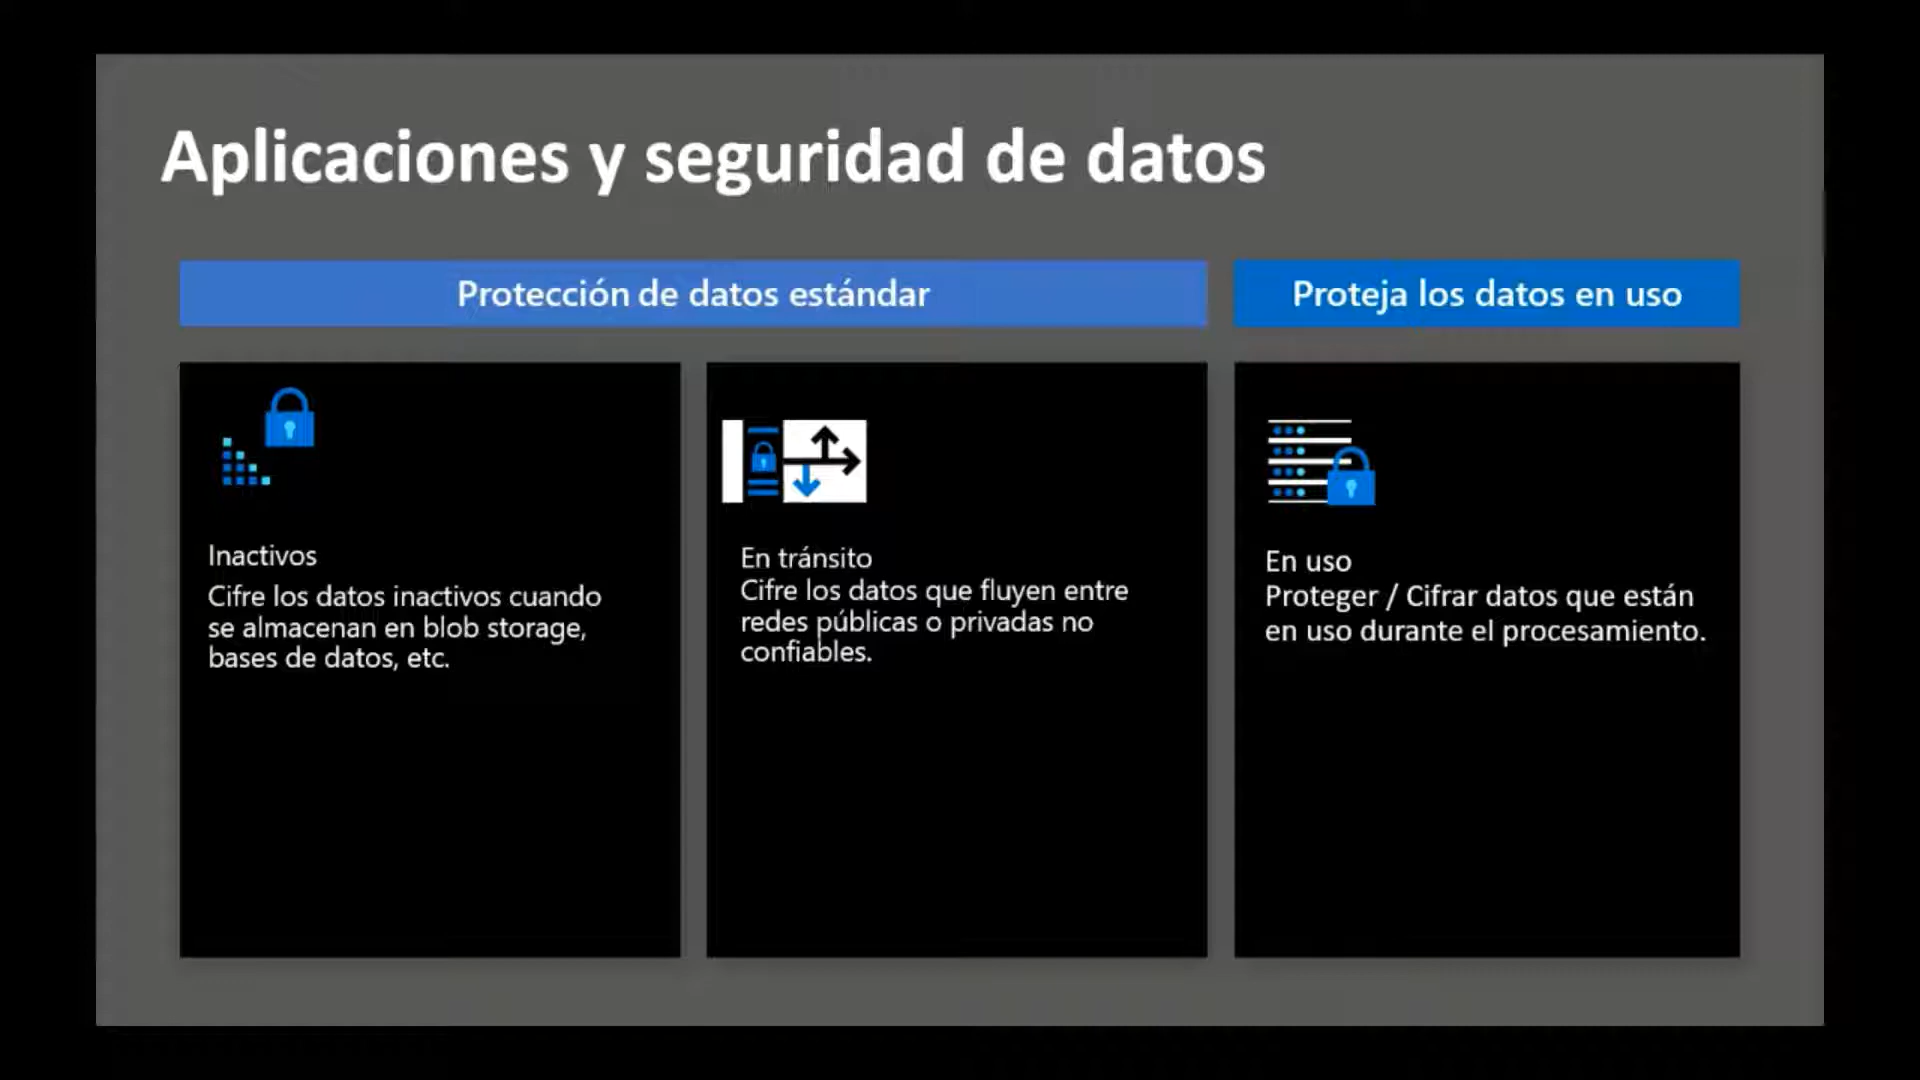 Aplicaciones y seguridad de datos
Protección de datos estándar
Proteja los datos en uso
Inactivos
Cifre los datos inactivos cuando
se almacenan en blob storage,
bases de datos, etc.
En tránsito
Cifre los datos que fluyen entre
redes públicas o privadas no
confiables.
En uso
Proteger / Cifrar datos que están
en uso durante el procesamiento.